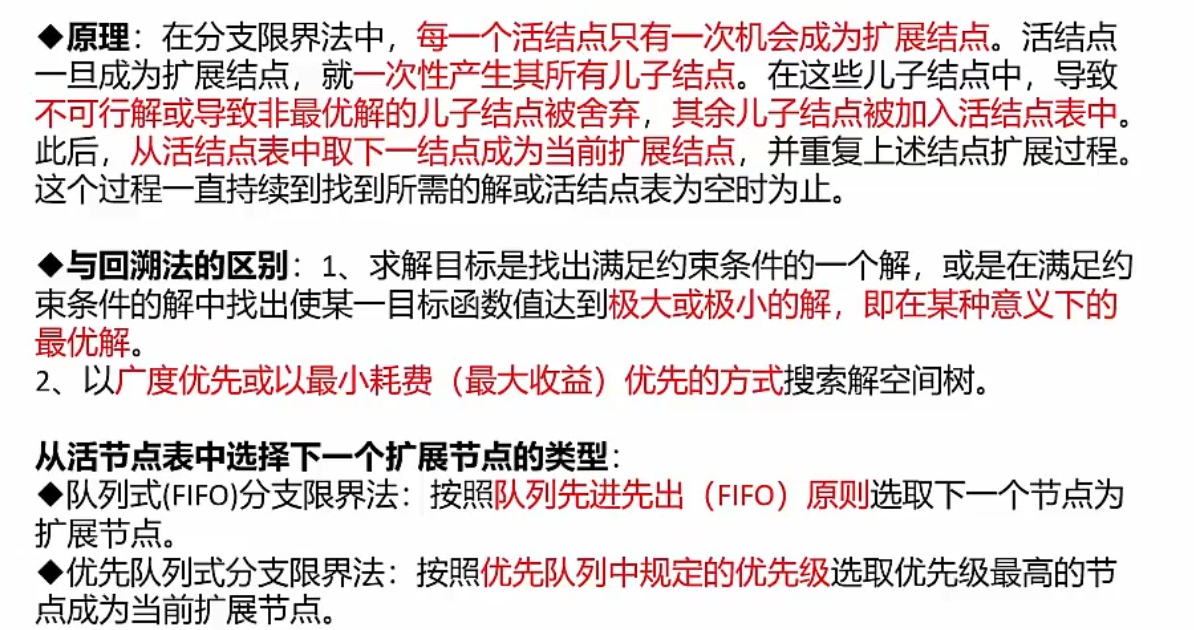 ◆原理：在分支限界法中，每一个活结点只有一次机会成为扩展结点。活结点
一旦成为扩展结点，就一次性产生其所有儿子结点。在这些儿子结点中，导致
不可行解或导致非最优解的儿子结点被舍弃，其余儿子结点被加入活结点表中。
此后，从活结点表中取下一结点成为当前扩展结点，并重复上述结点扩展过程。
这个过程一直持续到找到所需的解或活结点表为空时为止。
◆与回溯法的区别：1、求解目标是找出满足约束条件的一个解，或是在满足约
束条件的解中找出使某一目标函数值达到极大或极小的解，即在某种意义下的
最优解。
2、以广度优先或以最小耗费（最大收益）优先的方式搜索解空间树。
从活节点表中选择下一个扩展节点的类型：
◆队列式(FIFO)分支限界法：按照队列先进先出（FIFO）原则选取下一个节点为
扩展节点。
◆优先队列式分支限界法：按照优先队列中规定的优先级选取优先级最高的节
点成为当前扩展节点。